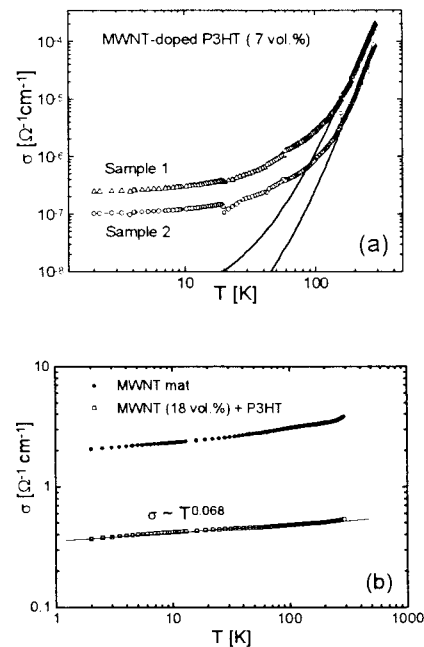 MWNT-doped P3HT ( 7 vol.%)
10-4
10-5
10-6
10-7
10-8
σ [Ω-1cm-1]
Sample 1
Sample 2
(a)
10
100
T [K]
10
1
0.1
σ [Ω-1 cm-1]
MWNT mat
MWNT (18 vol.%) + P3HT
σ ~ T0.068
(b)
1
10
100
1000
T [K]